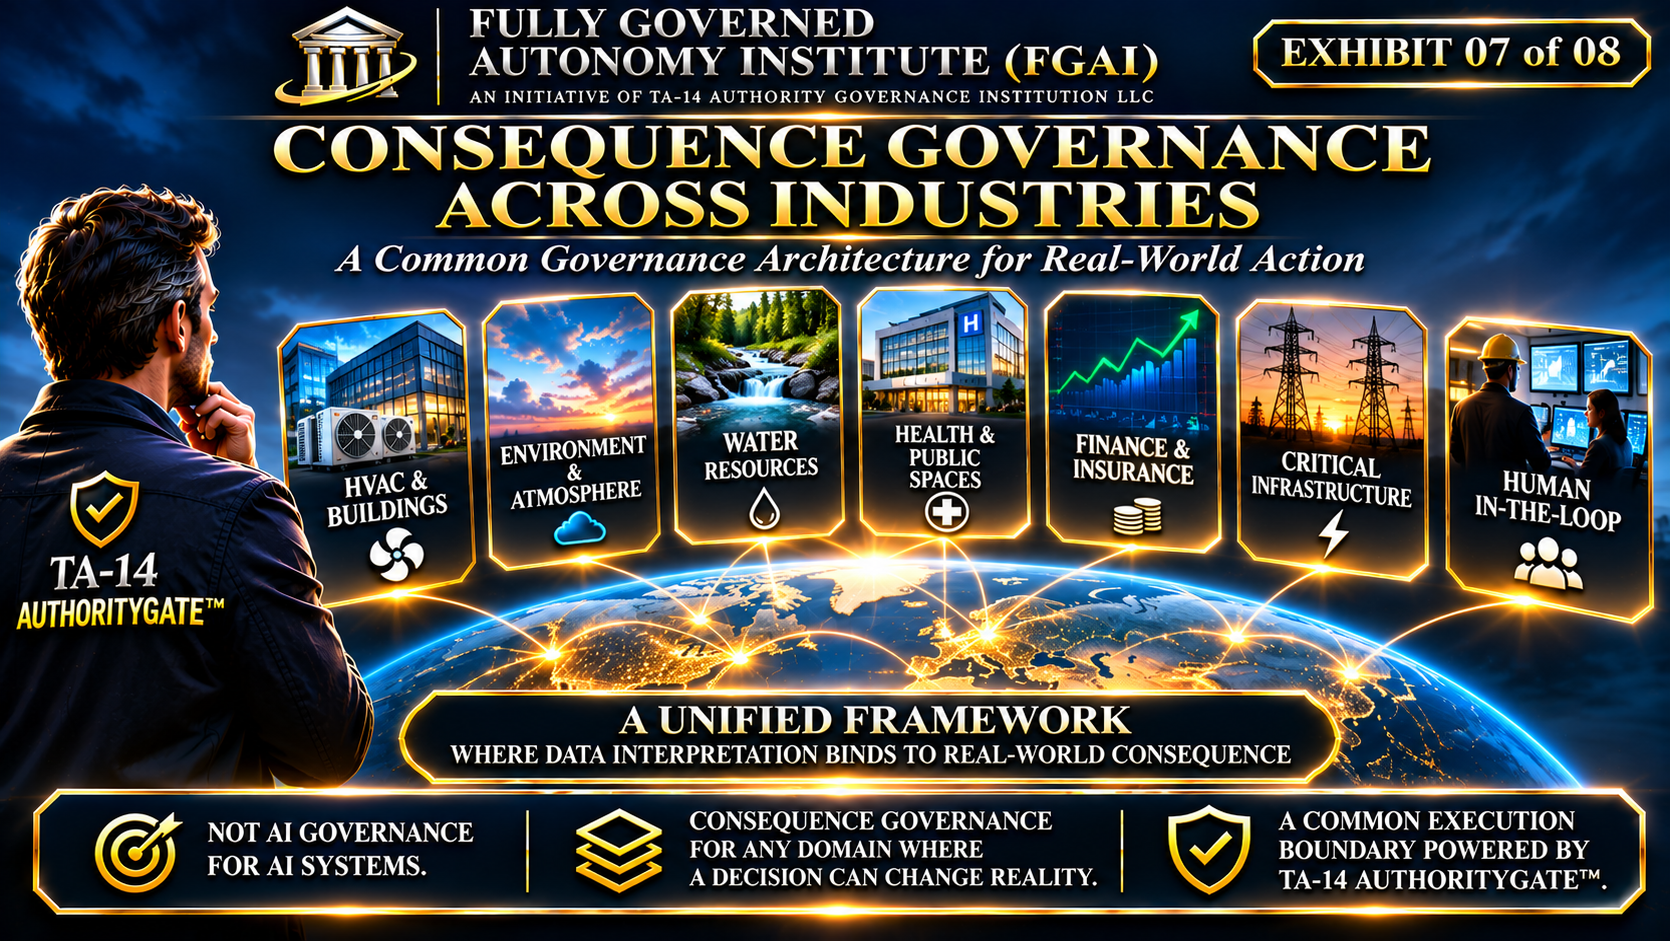 FULLY GOVERNED
AUTONOMY INSTITUTE (FGAI)
AN INITIATIVE OF TA-14 AUTHORITY GOVERNANCE INSTITUTION LLC
EXHIBIT 07 of 08
CONSEQUENCE GOVERNANCE
ACROSS INDUSTRIES
A Common Governance Architecture for Real-World Action
HVAC &
BUILDINGS
ENVIRONMENT
&
ATMOSPHERE
WATER
RESOURCES
H
HEALTH &
PUBLIC
SPACES
FINANCE &
INSURANCE
CRITICAL
INFRASTRUCTURE
HUMAN
IN-THE-LOOP
TA-14
AUTHORITYGATE™
A UNIFIED FRAMEWORK
WHERE DATA INTERPRETATION BINDS TO REAL-WORLD CONSEQUENCE
NOT AI GOVERNANCE
FOR AI SYSTEMS.
CONSEQUENCE GOVERNANCE
FOR ANY DOMAIN WHERE
A DECISION CAN CHANGE REALITY.
A COMMON EXECUTION
BOUNDARY POWERED BY
TA-14 AUTHORITYGATE™.